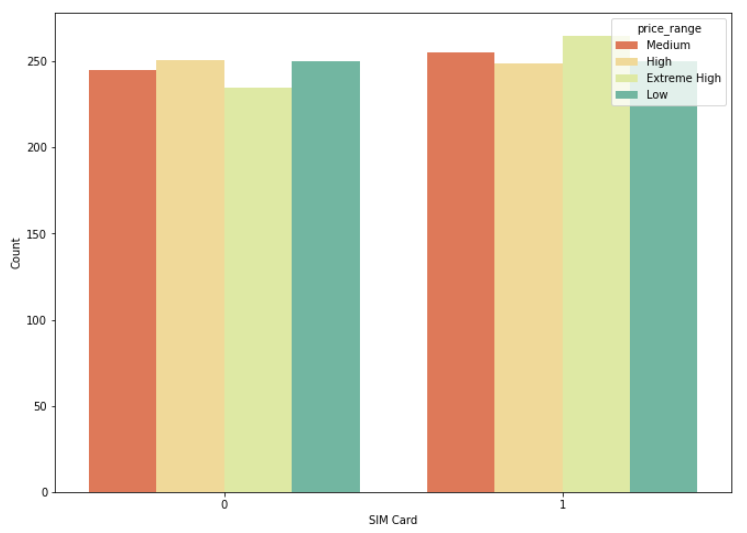 price_range
Medium
High
Extreme High
Low
250
200
150
100
50
0
Count
0
1
SIM Card